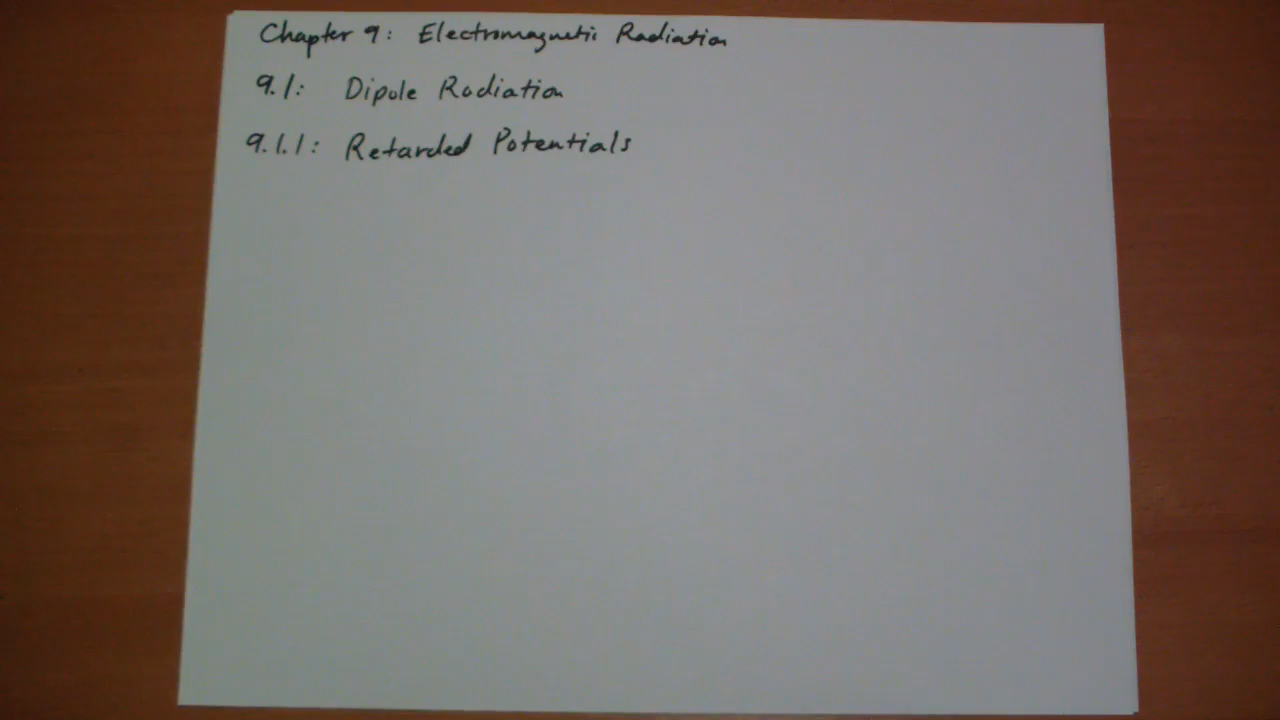 Chapter 9: Electromagnetic Radiation
9.1: Dipole Radiation
9.1.1: Retarded Potentials